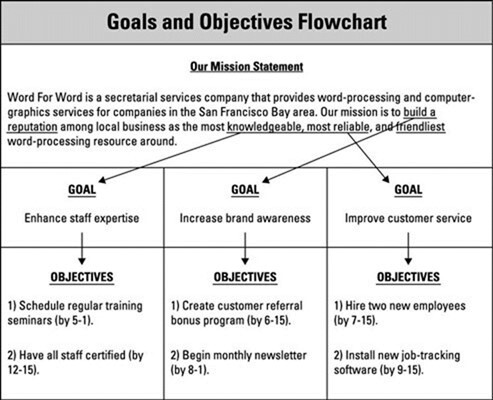 Goals and Objectives Flowchart
Our Mission Statement
Word For Word is a secretarial services company that provides word-processing and computer-
graphics services for companies in the San Francisco Bay area. Our mission is to build a
reputation among local business as the most knowledgeable, most reliable, and friendliest
word-processing resource around.
GOAL
Enhance staff expertise
GOAL
Increase brand awareness
GOAL
Improve customer service
OBJECTIVES
1) Schedule regular training
seminars (by 5-1).
2) Have all staff certified (by
12-15).
OBJECTIVES
1) Create customer referral
bonus program (by 6-15).
2) Begin monthly newsletter
(by 8-1).
OBJECTIVES
1) Hire two new employees
(by 7-15).
2) Install new job-tracking
software (by 9-15).